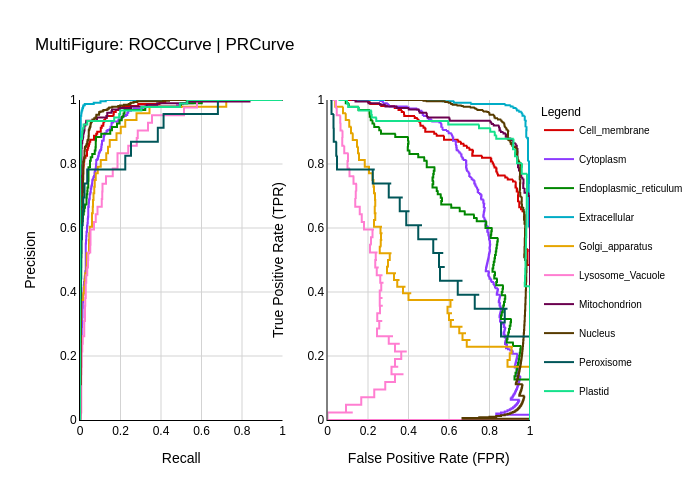 MultiFigure: ROCCurve | PRCurve
Precision
1
0.8
0.6
0.4
0.2
0
0 0.2 0.4 0.6 0.8 1
Recall
True Positive Rate (TPR)
1
0.8
0.6
0.4
0.2
0
0 0.2 0.4 0.6 0.8 1
False Positive Rate (FPR)
Legend
Cell_membrane
Cytoplasm
Endoplasmic_reticulum
Extracellular
Golgi_apparatus
Lysosome_Vacuole
Mitochondrion
Nucleus
Peroxisome
Plastid